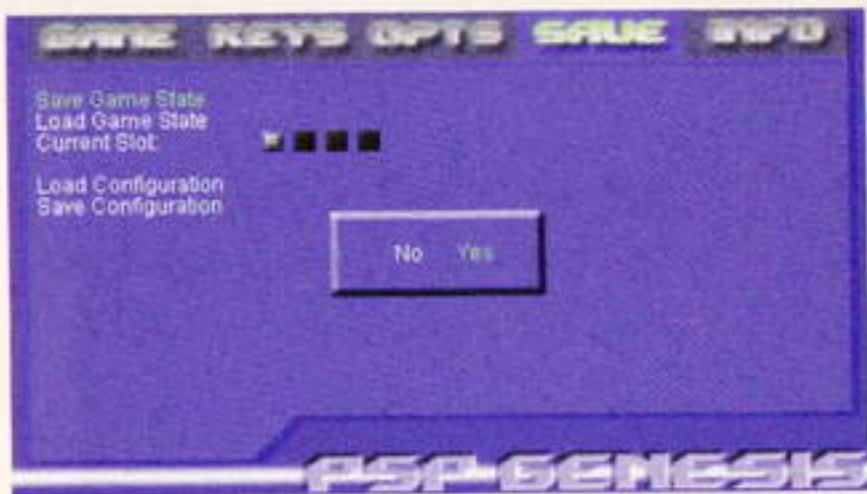 GAME KEYS OPTS SAVE INFO
Save Game State
Load Game State
Current Slot:
Load Configuration
Save Configuration
No Yes
PSP GENESIS